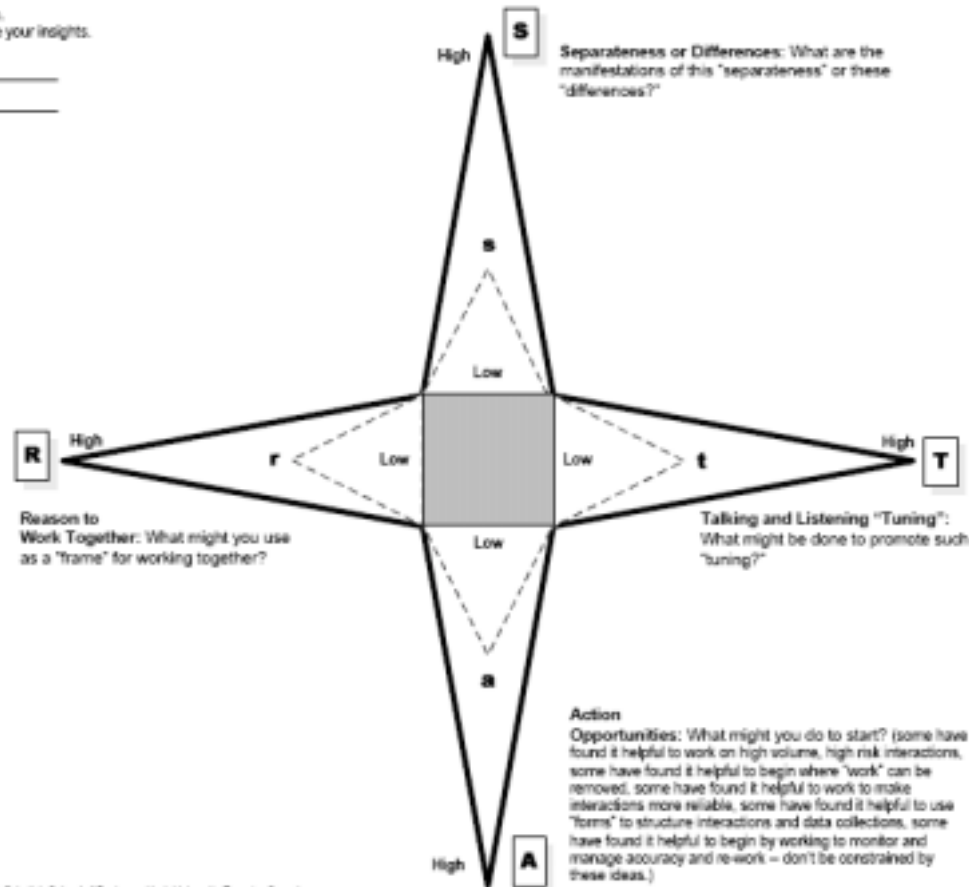 your insights.
S
High
Separateness or Differences: What are the
manifestations of this "separateness" or these
"differences?"
s
Low
R
High
r
Low
Low
t
High
T
Reason to
Work Together: What might you use
as a "frame" for working together?
Talking and Listening "Tuning":
What might be done to promote such
"tuning?"
Low
a
Action
Opportunities: What might you do to start? (some have
found it helpful to work on high volume, high risk interactions,
some have found it helpful to begin where "work" can be
removed, some have found it helpful to work to make
interactions more reliable, some have found it helpful to use
"forms" to structure interactions and data collections, some
have found it helpful to begin by working to monitor and
manage accuracy and re-work – don't be constrained by
these ideas.)
High
A